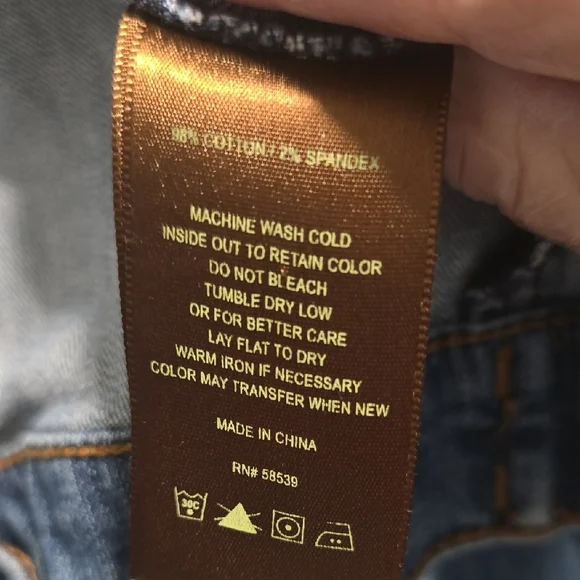 98% COTTON / 2% SPANDEX
MACHINE WASH COLD
INSIDE OUT TO RETAIN COLOR
DO NOT BLEACH
TUMBLE DRY LOW
OR FOR BETTER CARE
LAY FLAT TO DRY
WARM IRON IF NECESSARY
COLOR MAY TRANSFER WHEN NEW
MADE IN CHINA
RN# 58539
30C